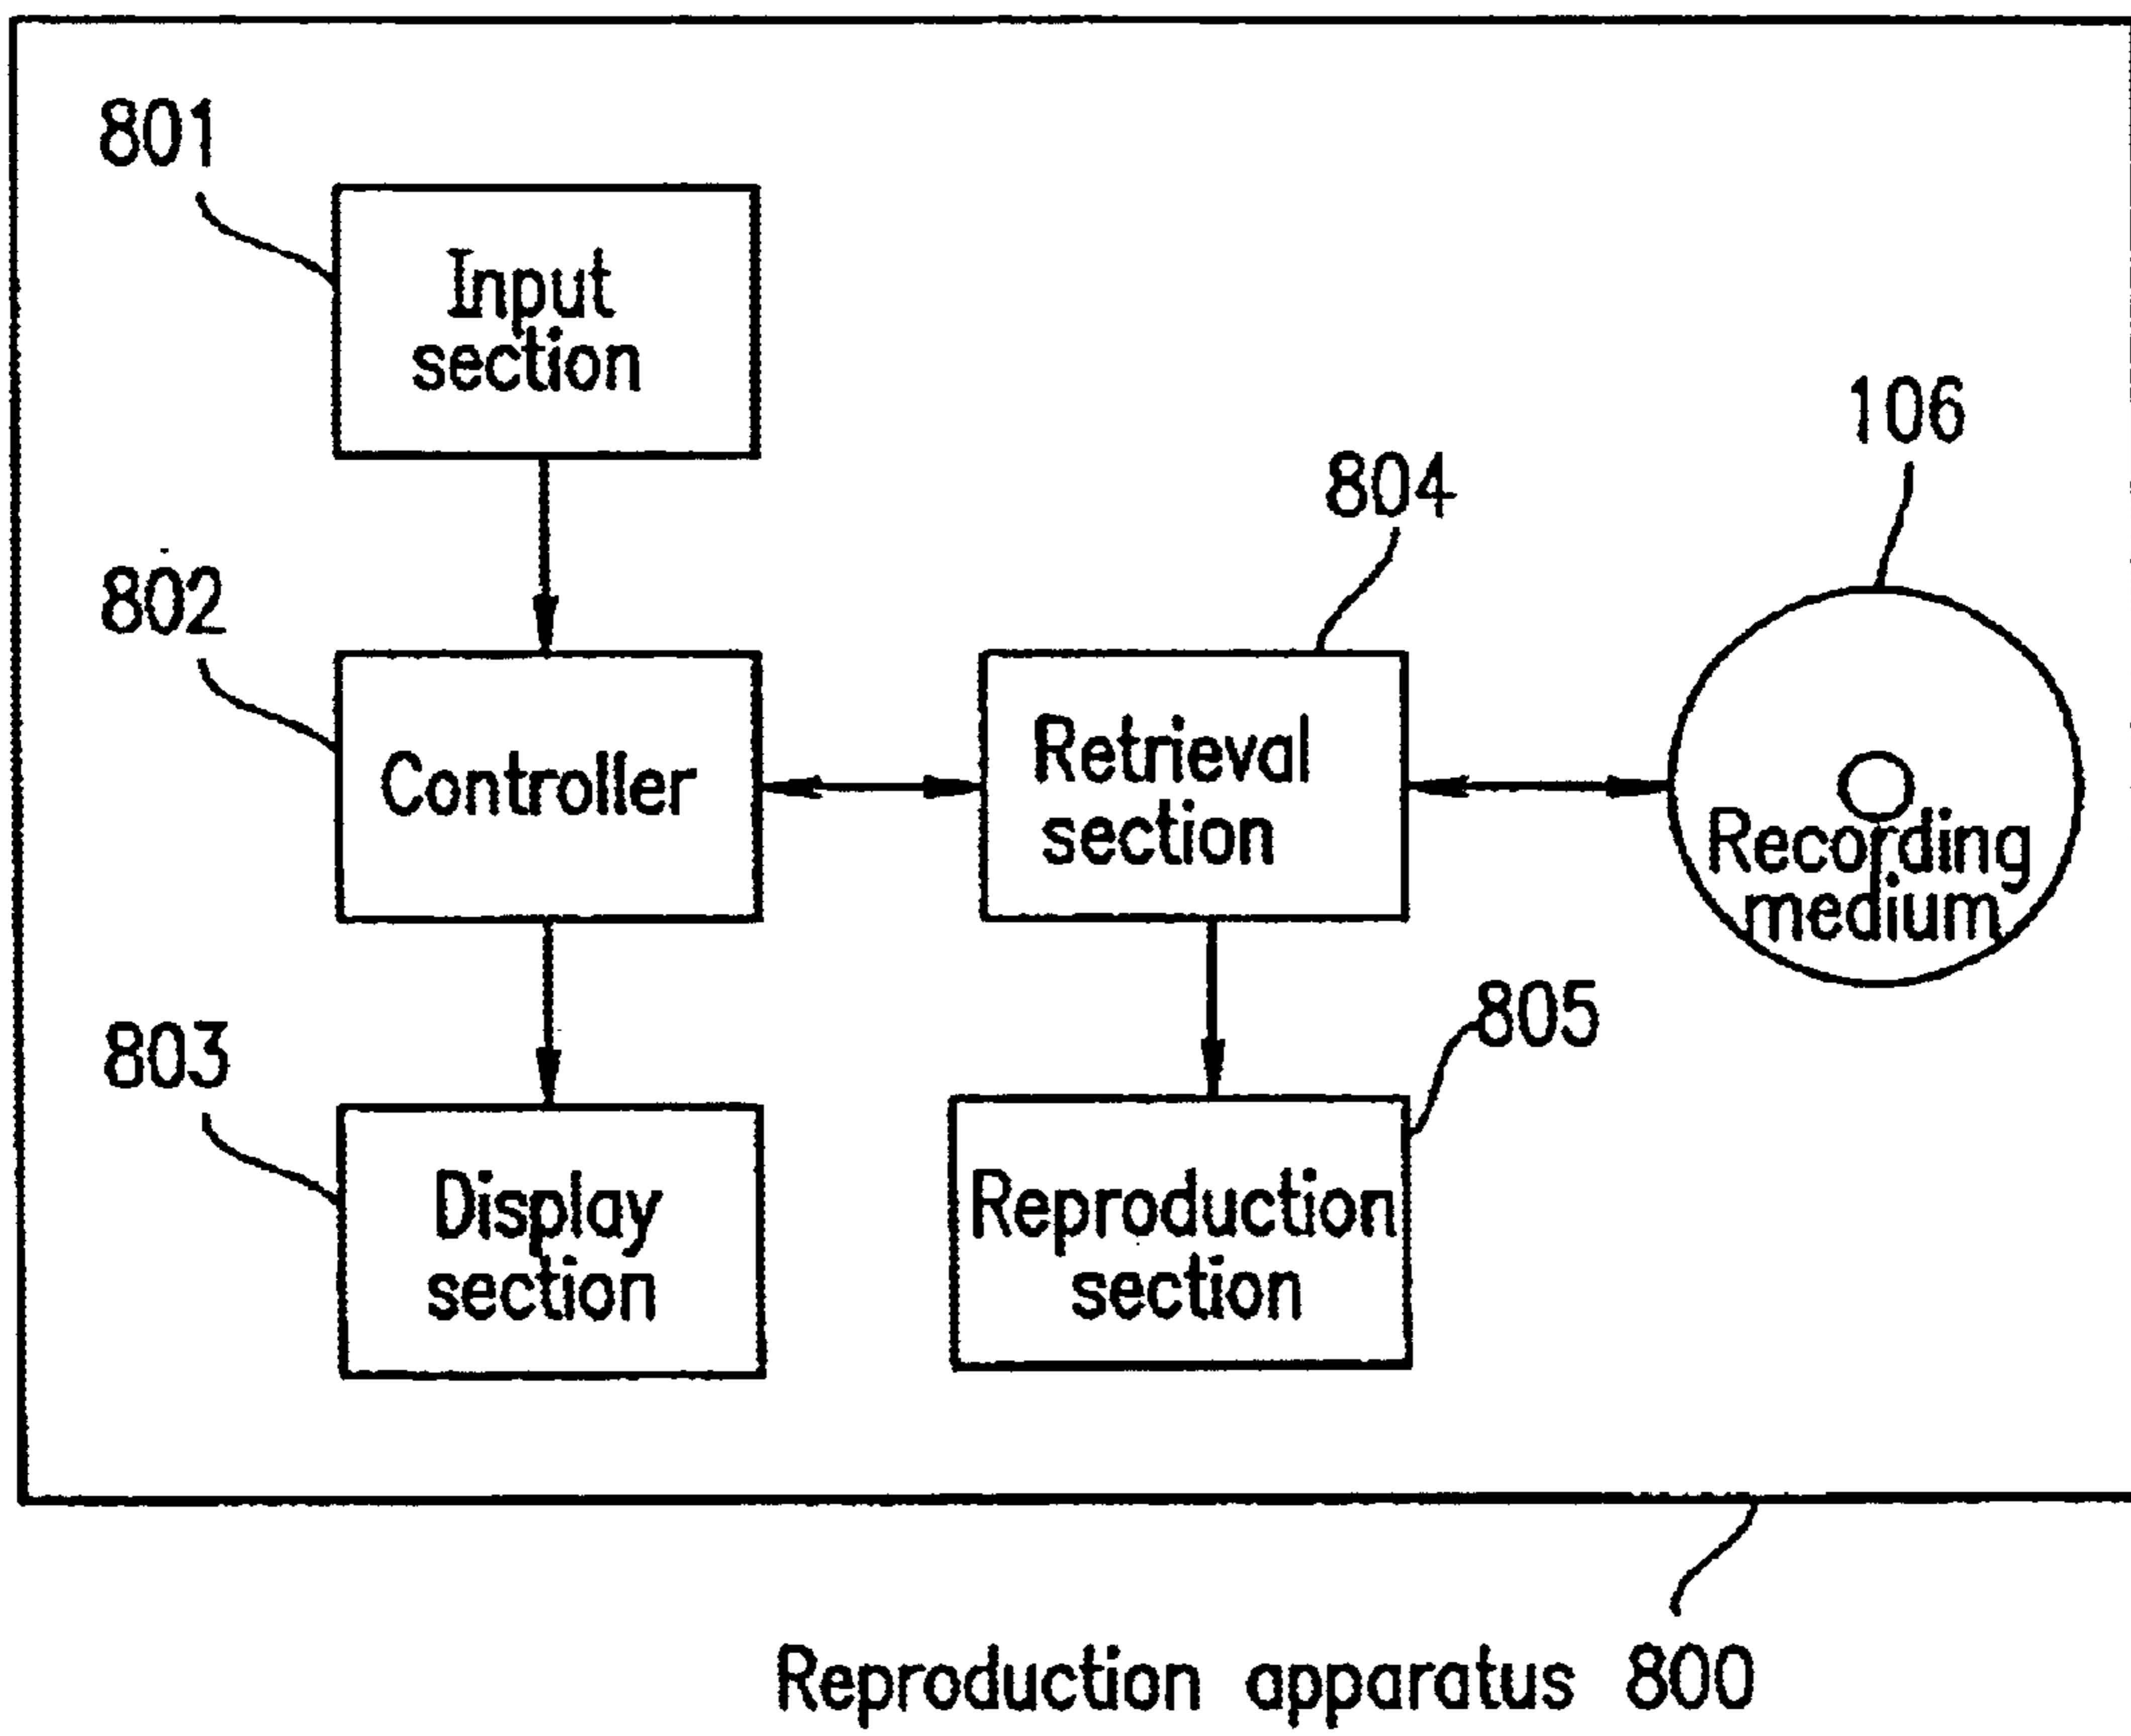 801
Input
section
106
804
802
Controller
Retrieval
section
Recording
medium
803
805
Display
section
Reproduction
section
Reproduction apparatus 800